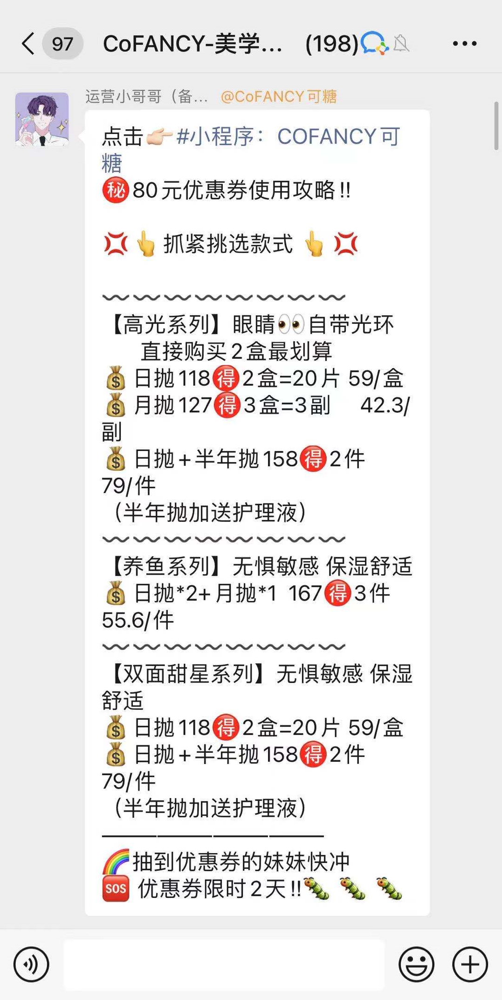 97 CoFANCY-美学... (198)
运营小哥哥（备... @CoFANCY可糖
点击👉🏻#小程序：COFANCY可
糖
㊙️80元优惠券使用攻略‼️
💢👆 抓紧挑选款式 👆💢
〰️〰️〰️〰️〰️〰️〰️〰️
【高光系列】眼睛👀自带光环
直接购买2盒最划算
💰 日抛118🉐2盒=20片 59/盒
💰 月抛127🉐3盒=3副 42.3/
副
💰 日抛+半年抛158🉐2件
79/件
（半年抛加送护理液）
〰️〰️〰️〰️〰️〰️〰️〰️
【养鱼系列】无惧敏感 保湿舒适
💰 日抛*2+月抛*1 167🉐3件
55.6/件
〰️〰️〰️〰️〰️〰️〰️〰️
【双面甜星系列】无惧敏感 保湿
舒适
💰 日抛118🉐2盒=20片 59/盒
💰 日抛+半年抛158🉐2件
79/件
（半年抛加送护理液）
————————
🌈抽到优惠券的妹妹快冲
🆘 优惠券限时2天‼️🐛 🐛 🐛